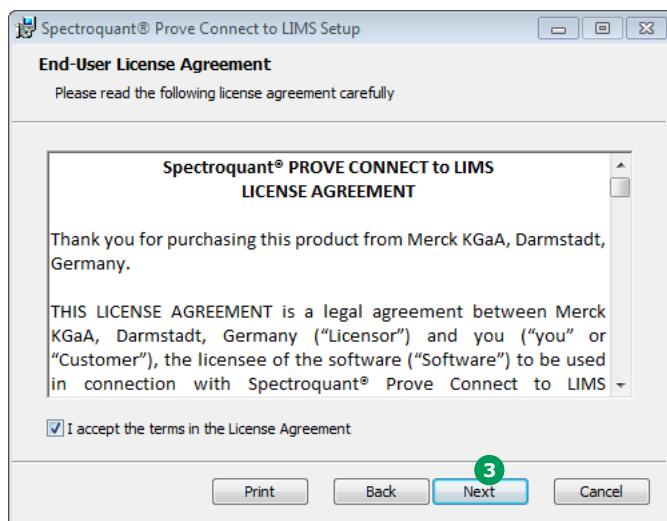 Spectroquant® Prove Connect to LIMS Setup
End-User License Agreement
Please read the following license agreement carefully
Spectroquant® PROVE CONNECT to LIMS
LICENSE AGREEMENT
Thank you for purchasing this product from Merck KGaA, Darmstadt,
Germany.
THIS LICENSE AGREEMENT is a legal agreement between Merck
KGaA, Darmstadt, Germany (“Licensor”) and you (“you” or
“Customer”), the licensee of the software (“Software”) to be used
in connection with Spectroquant® Prove Connect to LIMS
I accept the terms in the License Agreement
3
Print Back Next Cancel